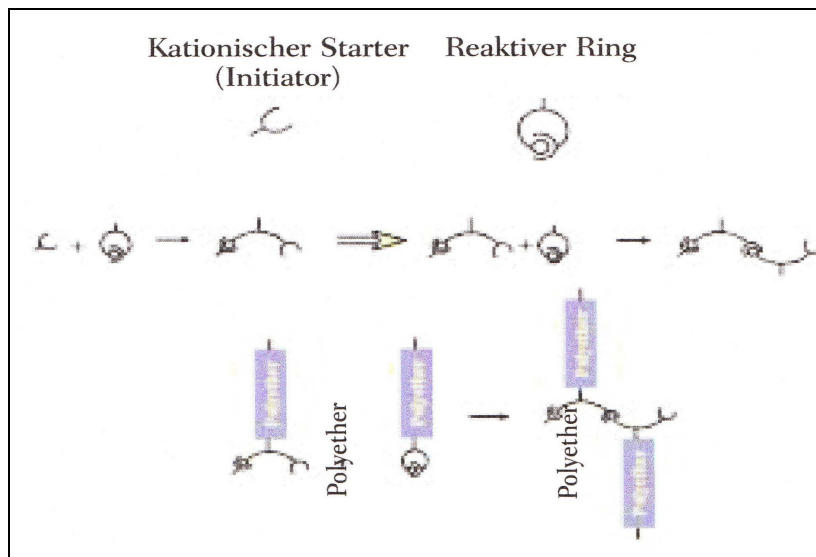 Kationischer Starter
(Initiator)
Reaktiver Ring
+
+
Polyether
Polyether